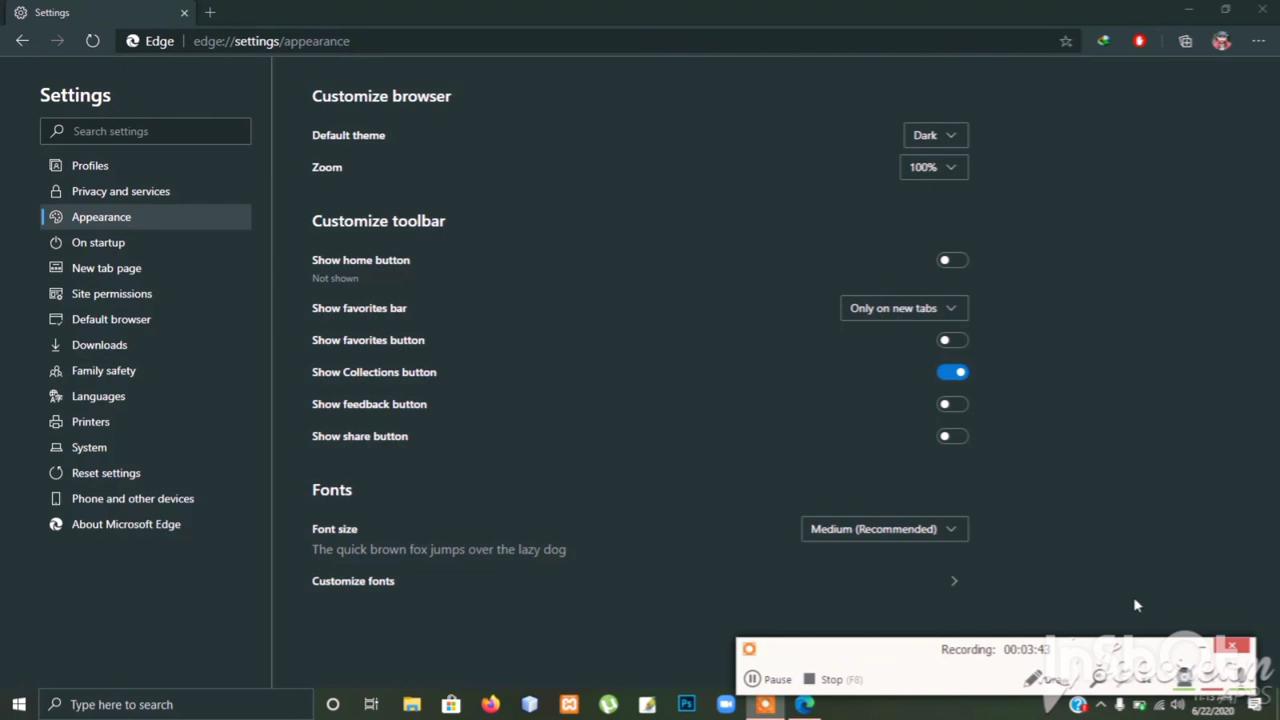 Settings
Edge
edge://settings/appearance
Settings
Search settings
Profiles
Privacy and services
Appearance
On startup
New tab page
Site permissions
Default browser
Downloads
Family safety
Languages
Printers
System
Reset settings
Phone and other devices
About Microsoft Edge
Customize browser
Default theme
Dark
Zoom
100%
Customize toolbar
Show home button
Not shown
Show favorites bar
Only on new tabs
Show favorites button
Show Collections button
Show feedback button
Show share button
Fonts
Font size
Medium (Recommended)
The quick brown fox jumps over the lazy dog
Customize fonts
Recording: 00:03:43
Pause
Stop (F8)
Type here to search
Ps
6/22/2020